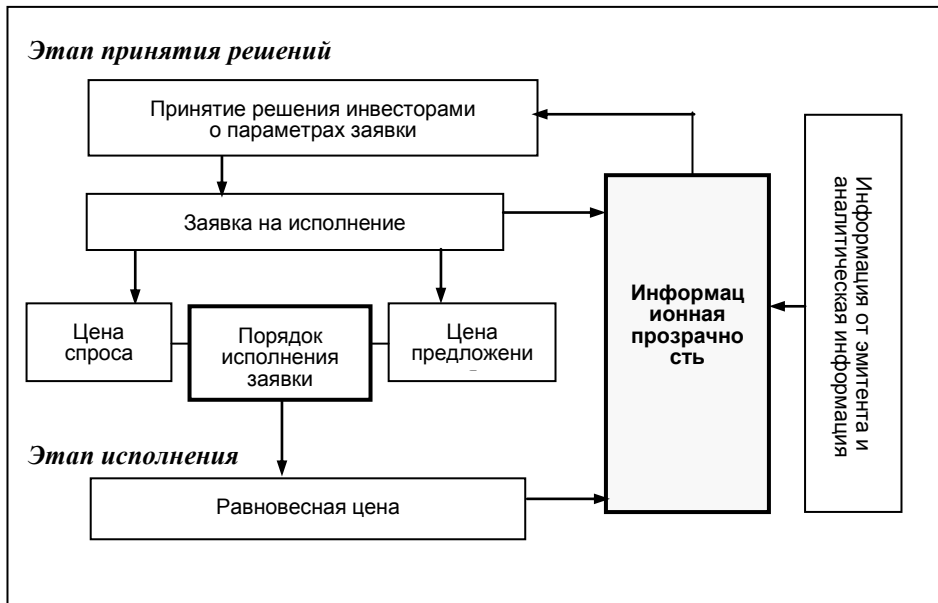 Этап принятия решений
Принятие решения инвесторами
о параметрах заявки
Заявка на исполнение
Цена
спроса
Порядок
исполнения
заявки
Цена
предложени
Информац
ионная
прозрачно
сть
Информация от эмитента и
аналитическая информация
Этап исполнения
Равновесная цена